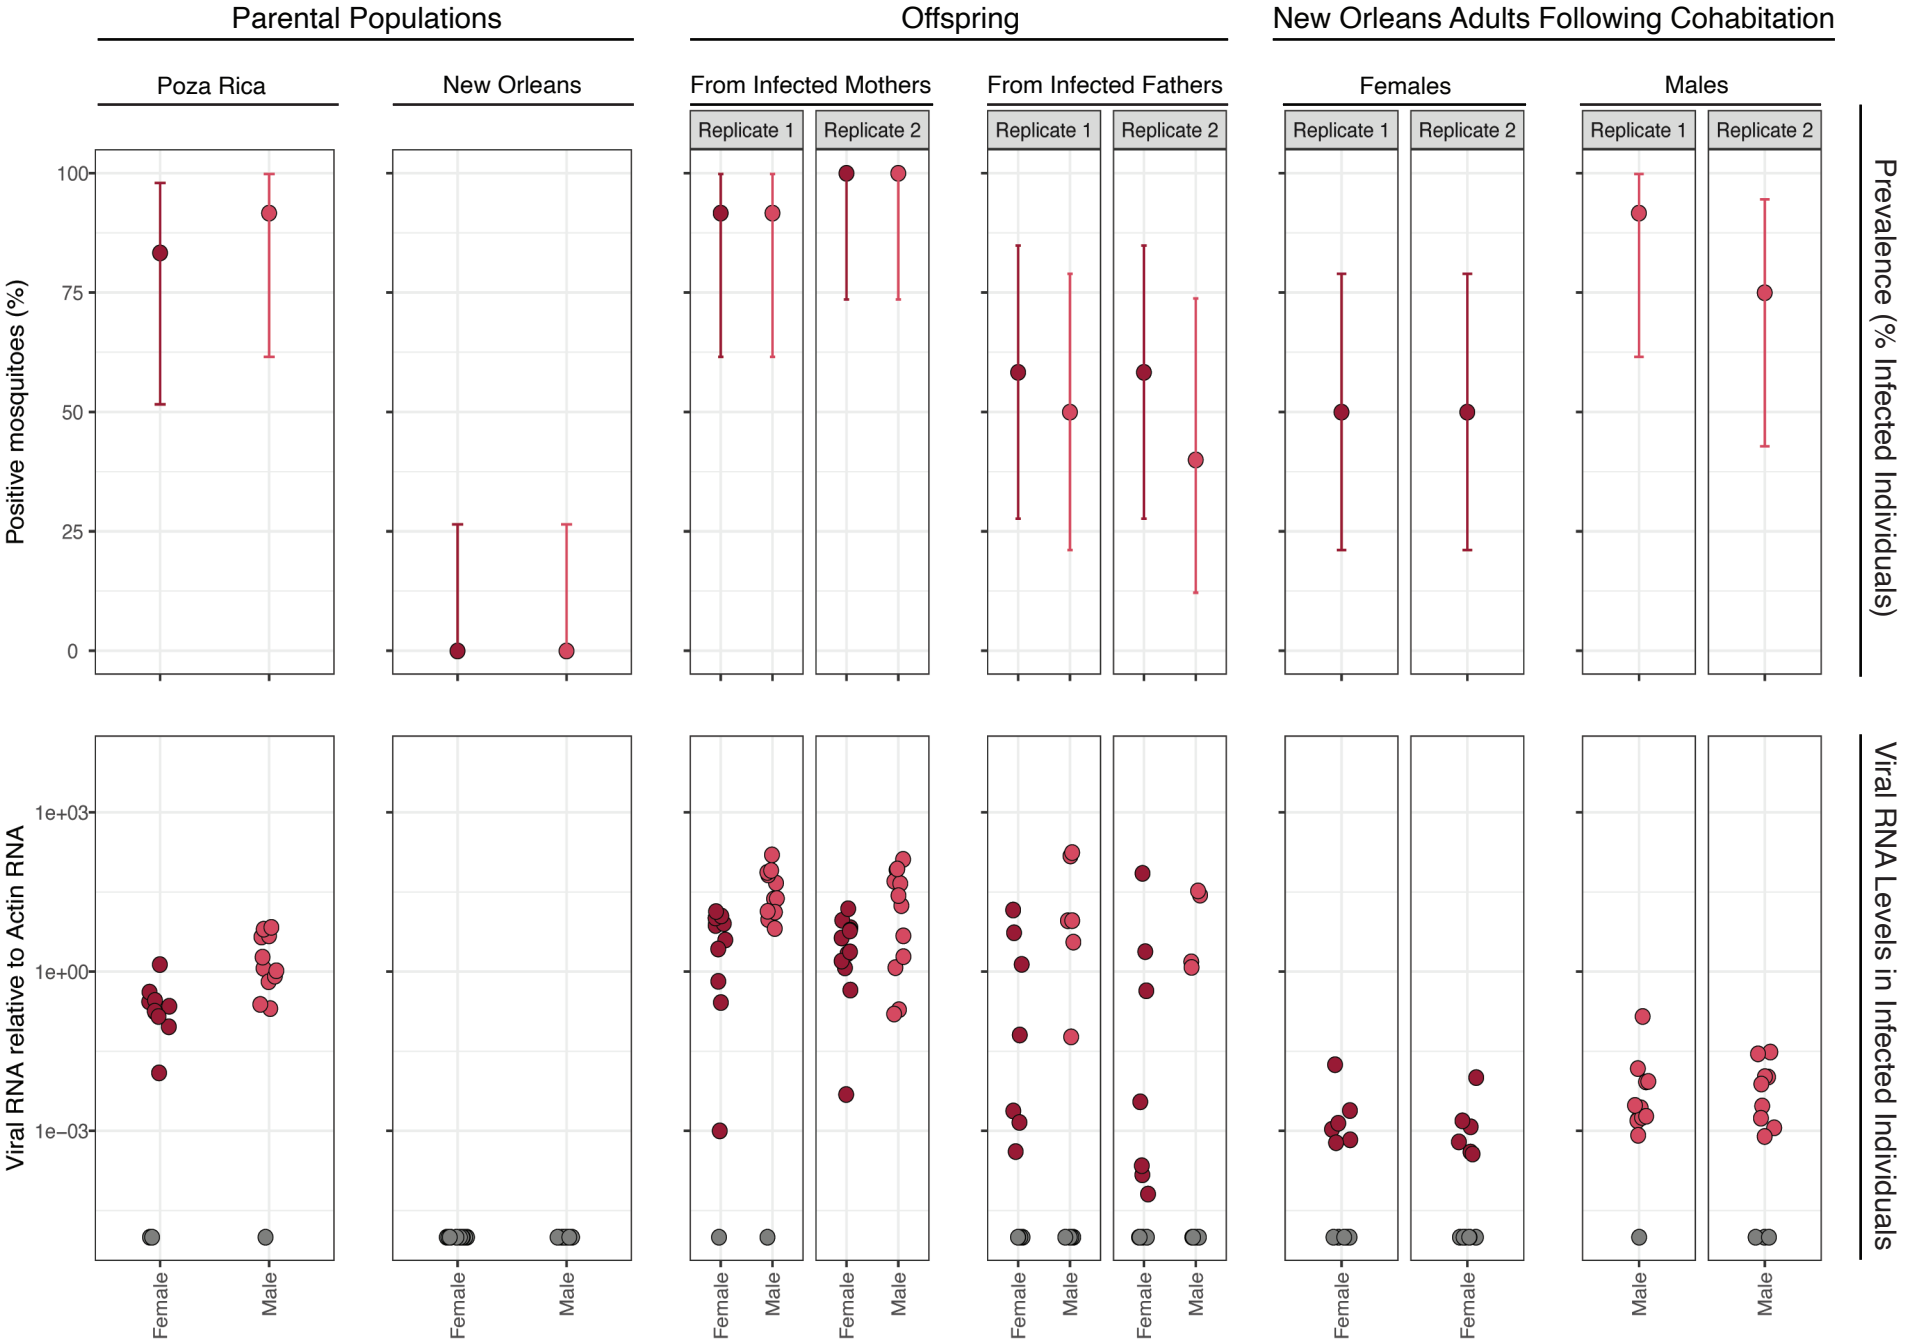 Parental Populations
Offspring
New Orleans Adults Following Cohabitation
Poza Rica
New Orleans
From Infected Mothers
From Infected Fathers
Females
Males
Replicate 1
Replicate 2
Replicate 1
Replicate 2
Replicate 1
Replicate 2
Replicate 1
Replicate 2
Positive mosquitoes (%)
100
75
50
25
0
Prevalence (% Infected Individuals)
Viral RNA relative to Actin RNA
1e+03
1e+00
1e-03
Viral RNA Levels in Infected Individuals
Female
Male
Female
Male
Female
Male
Female
Male
Female
Male
Female
Male
Female
Female
Male
Male